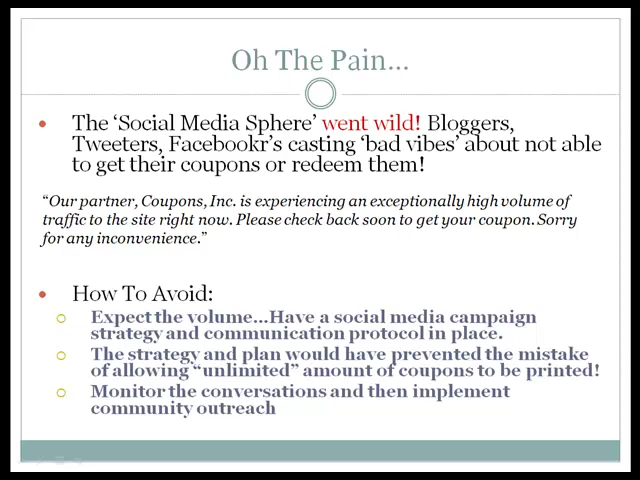 Oh The Pain…
The ‘Social Media Sphere’ went wild! Bloggers,
Tweeters, Facebookr’s casting ‘bad vibes’ about not able
to get their coupons or redeem them!
“Our partner, Coupons, Inc. is experiencing an exceptionally high volume of
traffic to the site right now. Please check back soon to get your coupon. Sorry
for any inconvenience.”
How To Avoid:
Expect the volume…Have a social media campaign
strategy and communication protocol in place.
The strategy and plan would have prevented the mistake
of allowing “unlimited” amount of coupons to be printed!
Monitor the conversations and then implement
community outreach